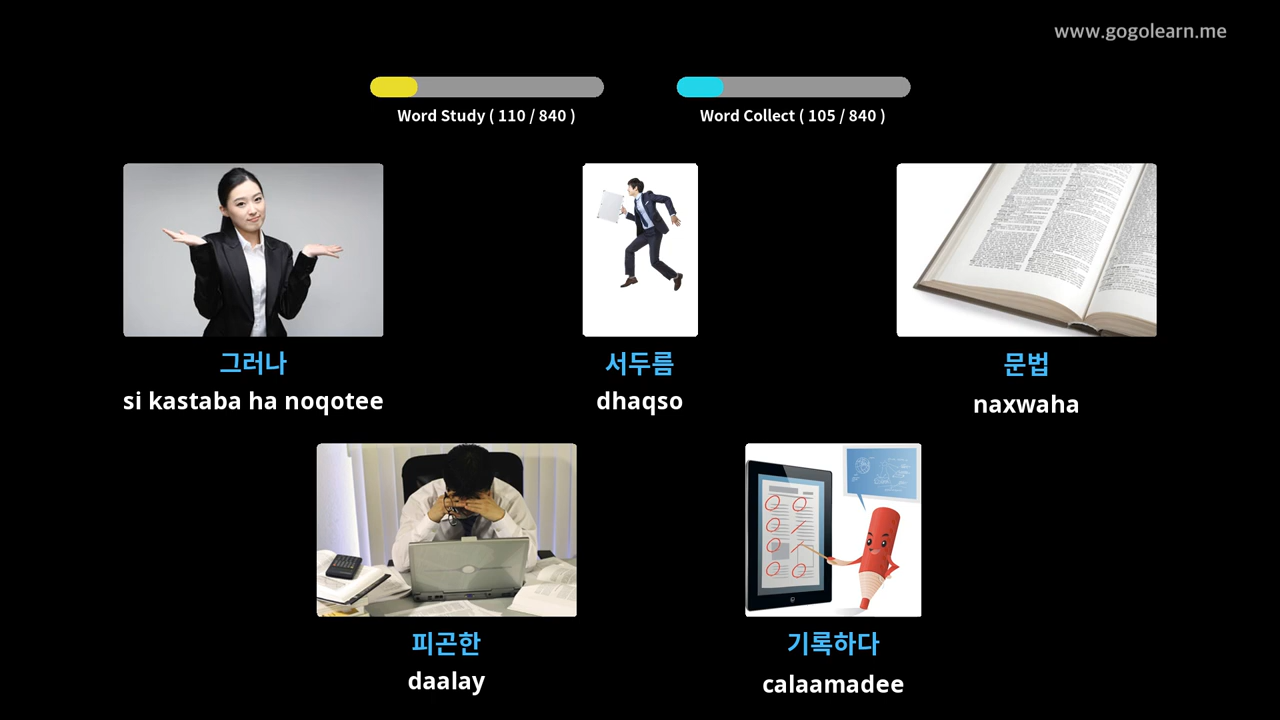 www.gogolearn.me
Word Study ( 110 / 840 )
Word Collect ( 105 / 840 )
그러나
si kastaba ha noqotee
서두름
dhaqso
문법
naxwaha
피곤한
daalay
기록하다
calaamadee